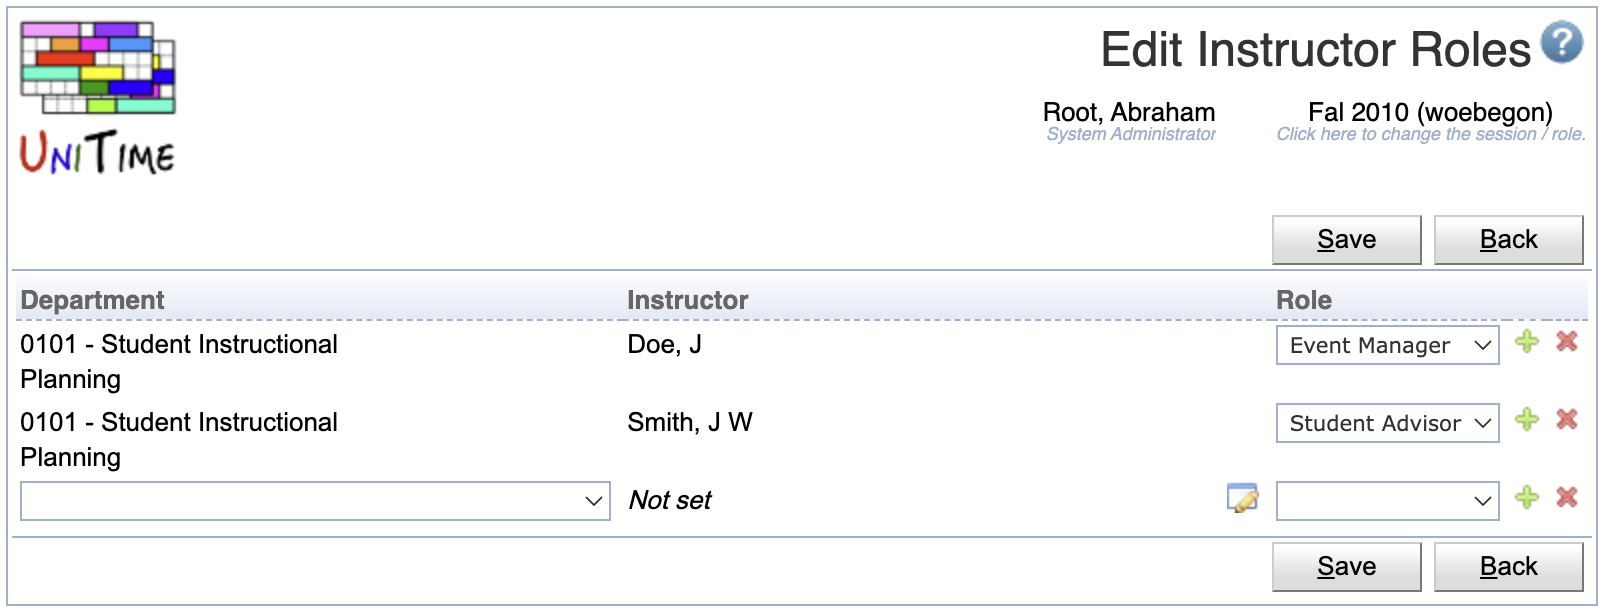 Edit Instructor Roles ?
UNITIME
Root, Abraham Fal 2010 (woebegon)
System Administrator Click here to change the session / role.
Save Back
Department Instructor Role
0101 - Student Instructional Planning Doe, J Event Manager
0101 - Student Instructional Planning Smith, J W Student Advisor
Not set
Save Back